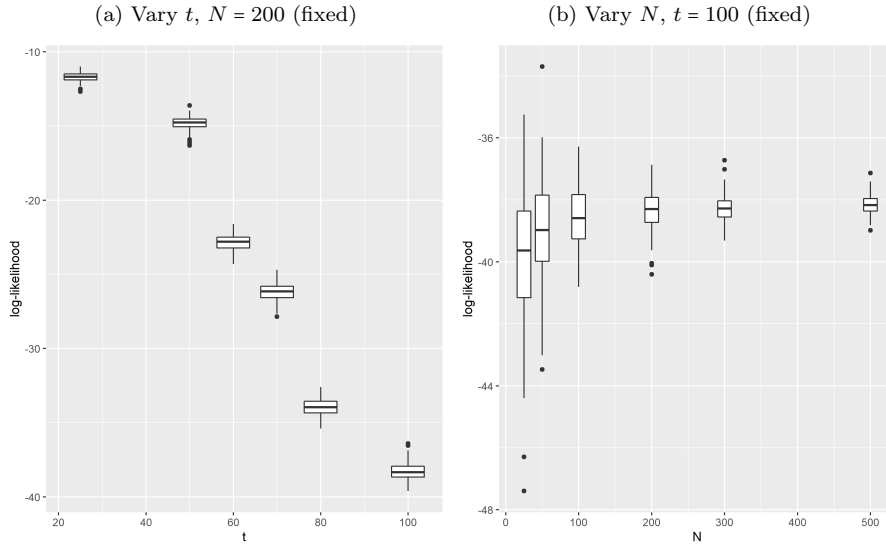 (a) Vary t, N = 200 (fixed)
-10
-20
-30
-40
log-likelihood
20 40 60 80 100
t
(b) Vary N, t = 100 (fixed)
-36
-40
-44
-48
log-likelihood
0 100 200 300 400 500
N